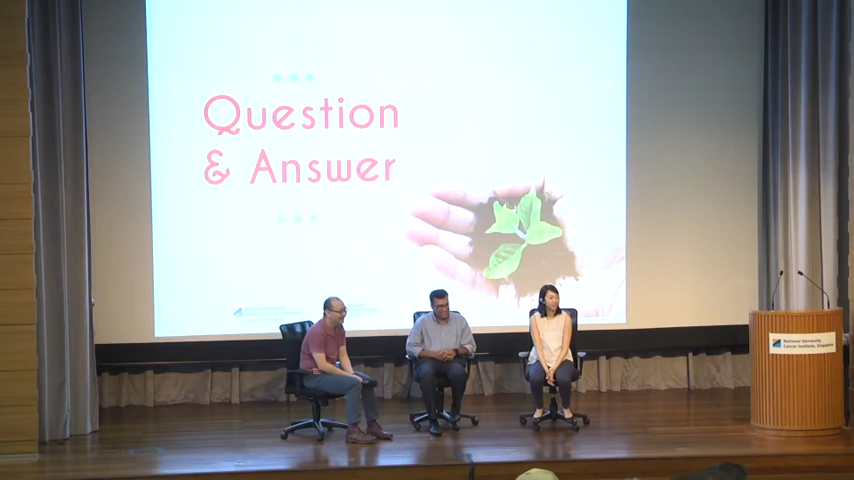 Question
& Answer
National University
Cancer Institute, Singapore